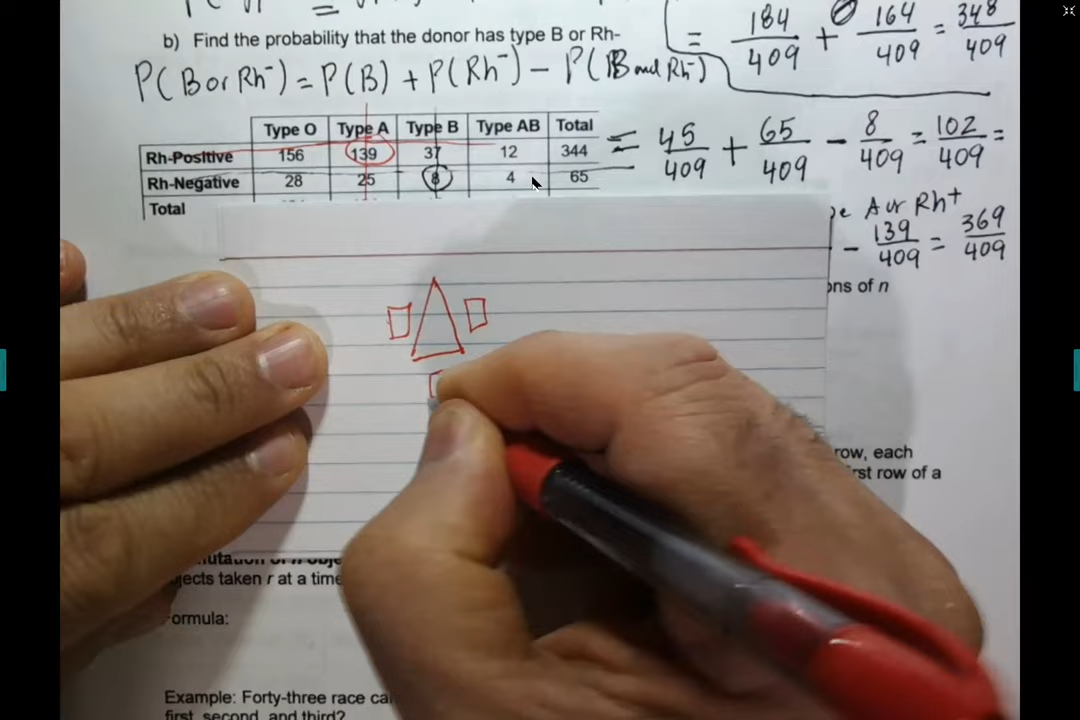 184/409 + 164/409 = 348/409
b) Find the probability that the donor has type B or Rh-
P(B or Rh⁻) = P(B) + P(Rh⁻) − P(B and Rh⁻)
Type O Type A Type B Type AB Total
Rh-Positive 156 139 37 12 344
Rh-Negative 28 25 8 4 65
Total
= 45/409 + 65/409 − 8/409 = 102/409 =
A or Rh+
− 139/409 = 369/409
ons of n
row, each
rst row of a
jects taken r at a time
ormula:
Example: Forty-three race ca
first, second, and third?